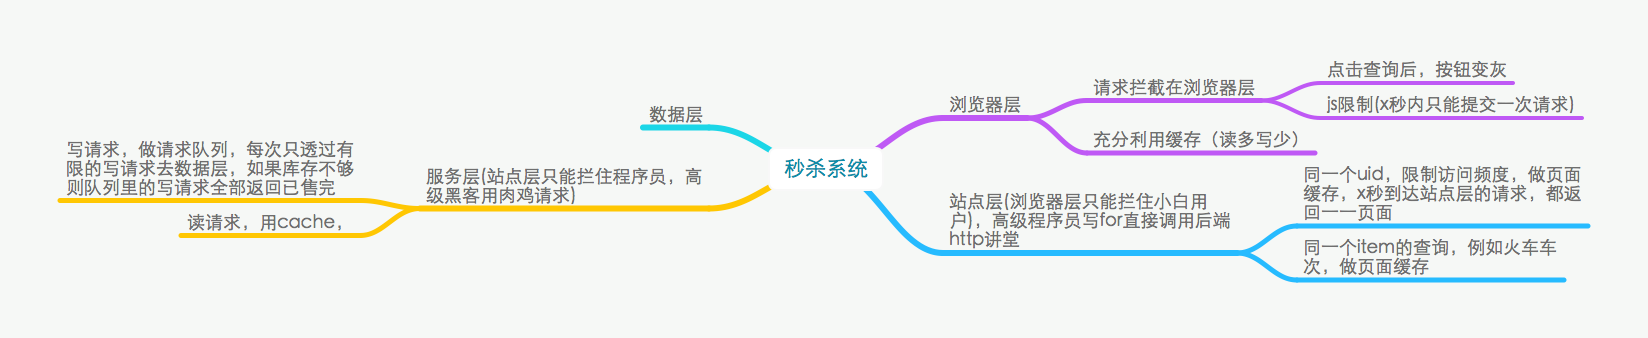 秒杀系统
浏览器层
请求拦截在浏览器层
点击查询后，按钮变灰
js限制(x秒内只能提交一次请求)
充分利用缓存（读多写少）
站点层(浏览器层只能拦住小白用
户)，高级程序员写for直接调用后端
http讲堂
同一个uid，限制访问频度，做页面
缓存，x秒到达站点层的请求，都返
回一一页面
同一个item的查询，例如火车车
次，做页面缓存
数据层
服务层(站点层只能拦住程序员，高
级黑客用肉鸡请求)
写请求，做请求队列，每次只透过有
限的写请求去数据层，如果库存不够
则队列里的写请求全部返回已售完
读请求，用cache，